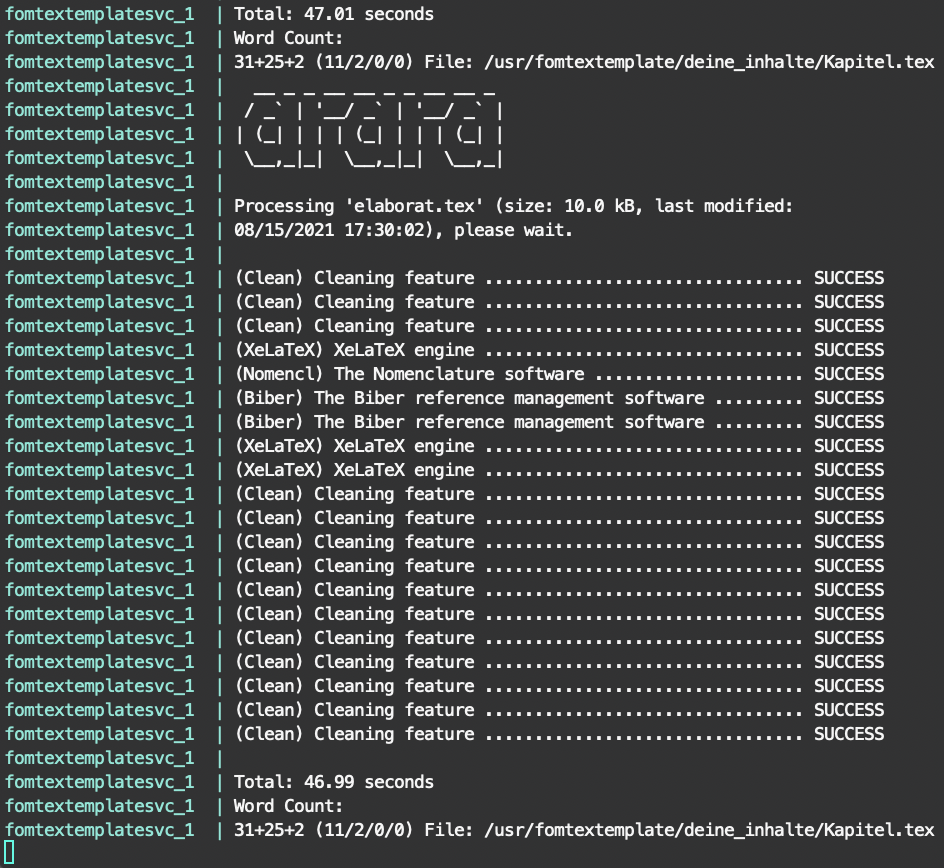 fomtextemplatesvc_1  | Total: 47.01 seconds
fomtextemplatesvc_1  | Word Count:
fomtextemplatesvc_1  | 31+25+2 (11/2/0/0) File: /usr/fomtextemplate/deine_inhalte/Kapitel.tex
fomtextemplatesvc_1  |   __ _ _ __ __ _ _ __ __ _
fomtextemplatesvc_1  |  / _` | '__/ _` | '__/ _` |
fomtextemplatesvc_1  | | (_| | | | (_| | | | (_| |
fomtextemplatesvc_1  |  \__,_|_|  \__,_|_|  \__,_|
fomtextemplatesvc_1  |
fomtextemplatesvc_1  | Processing 'elaborat.tex' (size: 10.0 kB, last modified:
fomtextemplatesvc_1  | 08/15/2021 17:30:02), please wait.
fomtextemplatesvc_1  |
fomtextemplatesvc_1  | (Clean) Cleaning feature ................................ SUCCESS
fomtextemplatesvc_1  | (Clean) Cleaning feature ................................ SUCCESS
fomtextemplatesvc_1  | (Clean) Cleaning feature ................................ SUCCESS
fomtextemplatesvc_1  | (XeLaTeX) XeLaTeX engine ................................ SUCCESS
fomtextemplatesvc_1  | (Nomencl) The Nomenclature software ..................... SUCCESS
fomtextemplatesvc_1  | (Biber) The Biber reference management software ......... SUCCESS
fomtextemplatesvc_1  | (Biber) The Biber reference management software ......... SUCCESS
fomtextemplatesvc_1  | (XeLaTeX) XeLaTeX engine ................................ SUCCESS
fomtextemplatesvc_1  | (XeLaTeX) XeLaTeX engine ................................ SUCCESS
fomtextemplatesvc_1  | (Clean) Cleaning feature ................................ SUCCESS
fomtextemplatesvc_1  | (Clean) Cleaning feature ................................ SUCCESS
fomtextemplatesvc_1  | (Clean) Cleaning feature ................................ SUCCESS
fomtextemplatesvc_1  | (Clean) Cleaning feature ................................ SUCCESS
fomtextemplatesvc_1  | (Clean) Cleaning feature ................................ SUCCESS
fomtextemplatesvc_1  | (Clean) Cleaning feature ................................ SUCCESS
fomtextemplatesvc_1  | (Clean) Cleaning feature ................................ SUCCESS
fomtextemplatesvc_1  | (Clean) Cleaning feature ................................ SUCCESS
fomtextemplatesvc_1  | (Clean) Cleaning feature ................................ SUCCESS
fomtextemplatesvc_1  | (Clean) Cleaning feature ................................ SUCCESS
fomtextemplatesvc_1  | (Clean) Cleaning feature ................................ SUCCESS
fomtextemplatesvc_1  |
fomtextemplatesvc_1  | Total: 46.99 seconds
fomtextemplatesvc_1  | Word Count:
fomtextemplatesvc_1  | 31+25+2 (11/2/0/0) File: /usr/fomtextemplate/deine_inhalte/Kapitel.tex